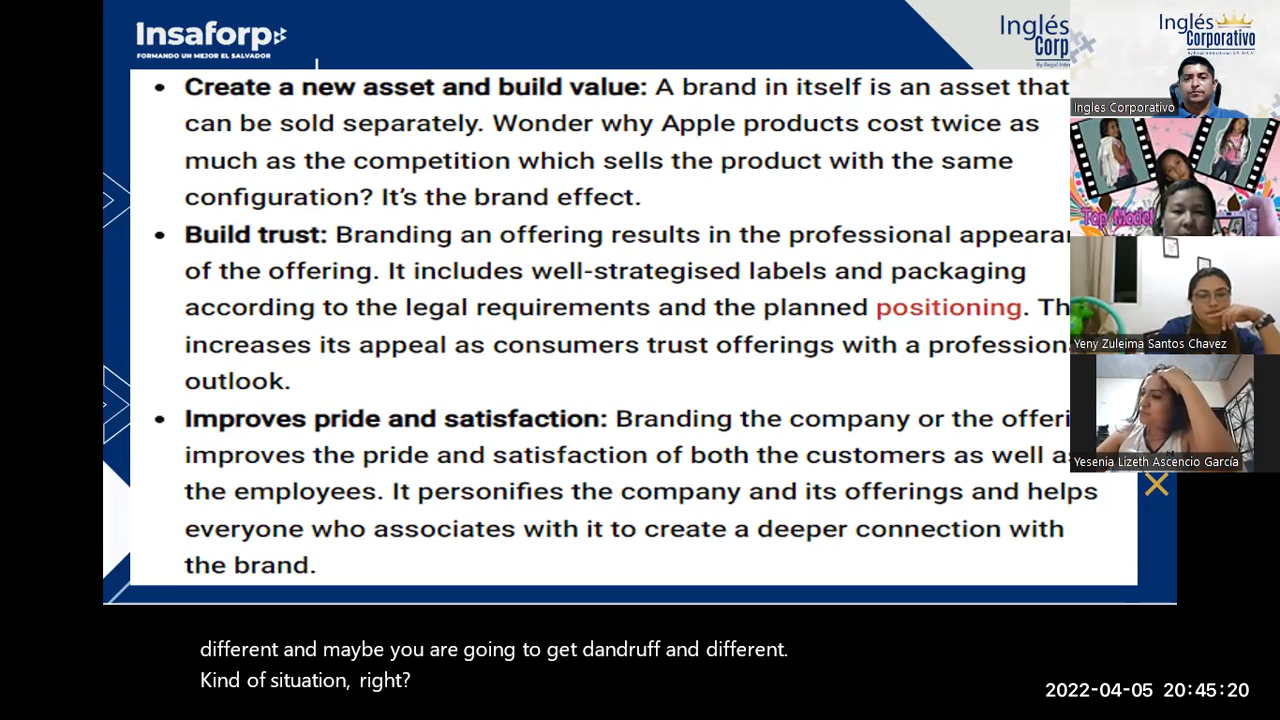 Insaforp
FORMANDO UN MEJOR EL SALVADOR
Inglés
Corp
Inglés
Corporativo
• Create a new asset and build value: A brand in itself is an asset that
can be sold separately. Wonder why Apple products cost twice as
much as the competition which sells the product with the same
configuration? It's the brand effect.
• Build trust: Branding an offering results in the professional appearan
of the offering. It includes well-strategised labels and packaging
according to the legal requirements and the planned positioning. Th
increases its appeal as consumers trust offerings with a profession
outlook.
• Improves pride and satisfaction: Branding the company or the offeri
improves the pride and satisfaction of both the customers as well as
the employees. It personifies the company and its offerings and helps
everyone who associates with it to create a deeper connection with
the brand.
Ingles Corporativo
Top Model
Yeny Zuleima Santos Chavez
Yesenia Lizeth Ascencio García
different and maybe you are going to get dandruff and different.
Kind of situation, right?
2022-04-05 20:45:20